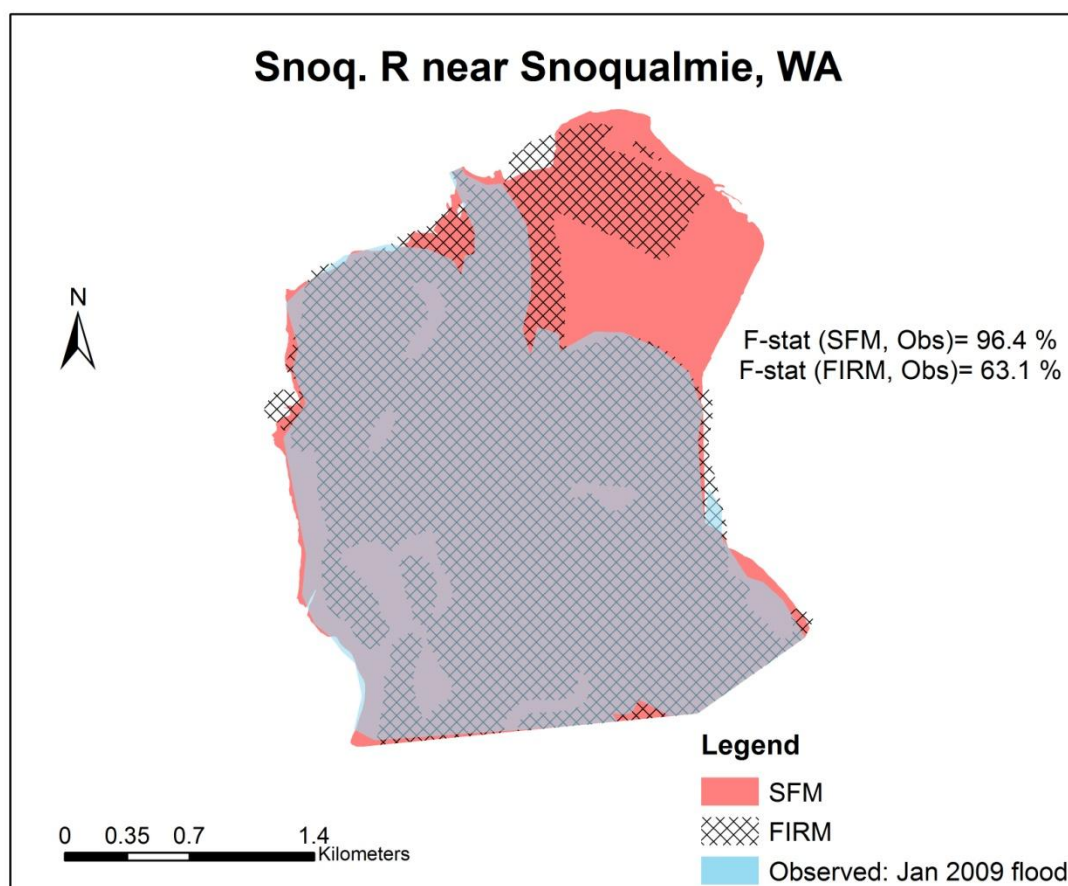 Snoq. R near Snoqualmie, WA
N
F-stat (SFM, Obs)= 96.4 %
F-stat (FIRM, Obs)= 63.1 %
Legend
SFM
FIRM
Observed: Jan 2009 flood
0 0.35 0.7 1.4
Kilometers